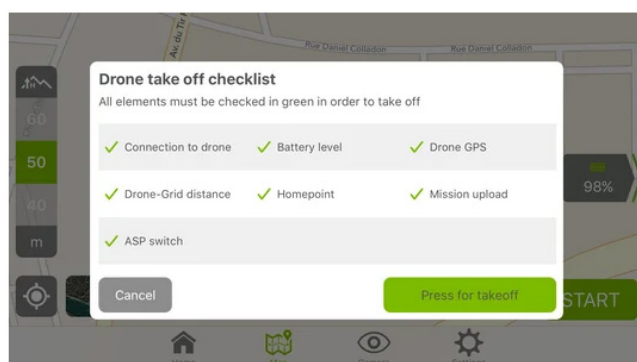 Av. du Tir
Rue Daniel Colladon
Rue Daniel Colladon
Drone take off checklist
All elements must be checked in green in order to take off
60
50
40
m
Connection to drone
Battery level
Drone GPS
Drone-Grid distance
Homepoint
Mission upload
ASP switch
98%
Cancel
Press for takeoff
START
Settings